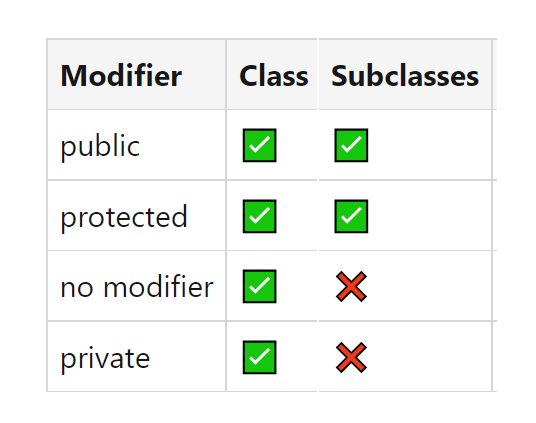 Modifier Class Subclasses
public ✅ ✅
protected ✅ ✅
no modifier ✅ ❌
private ✅ ❌